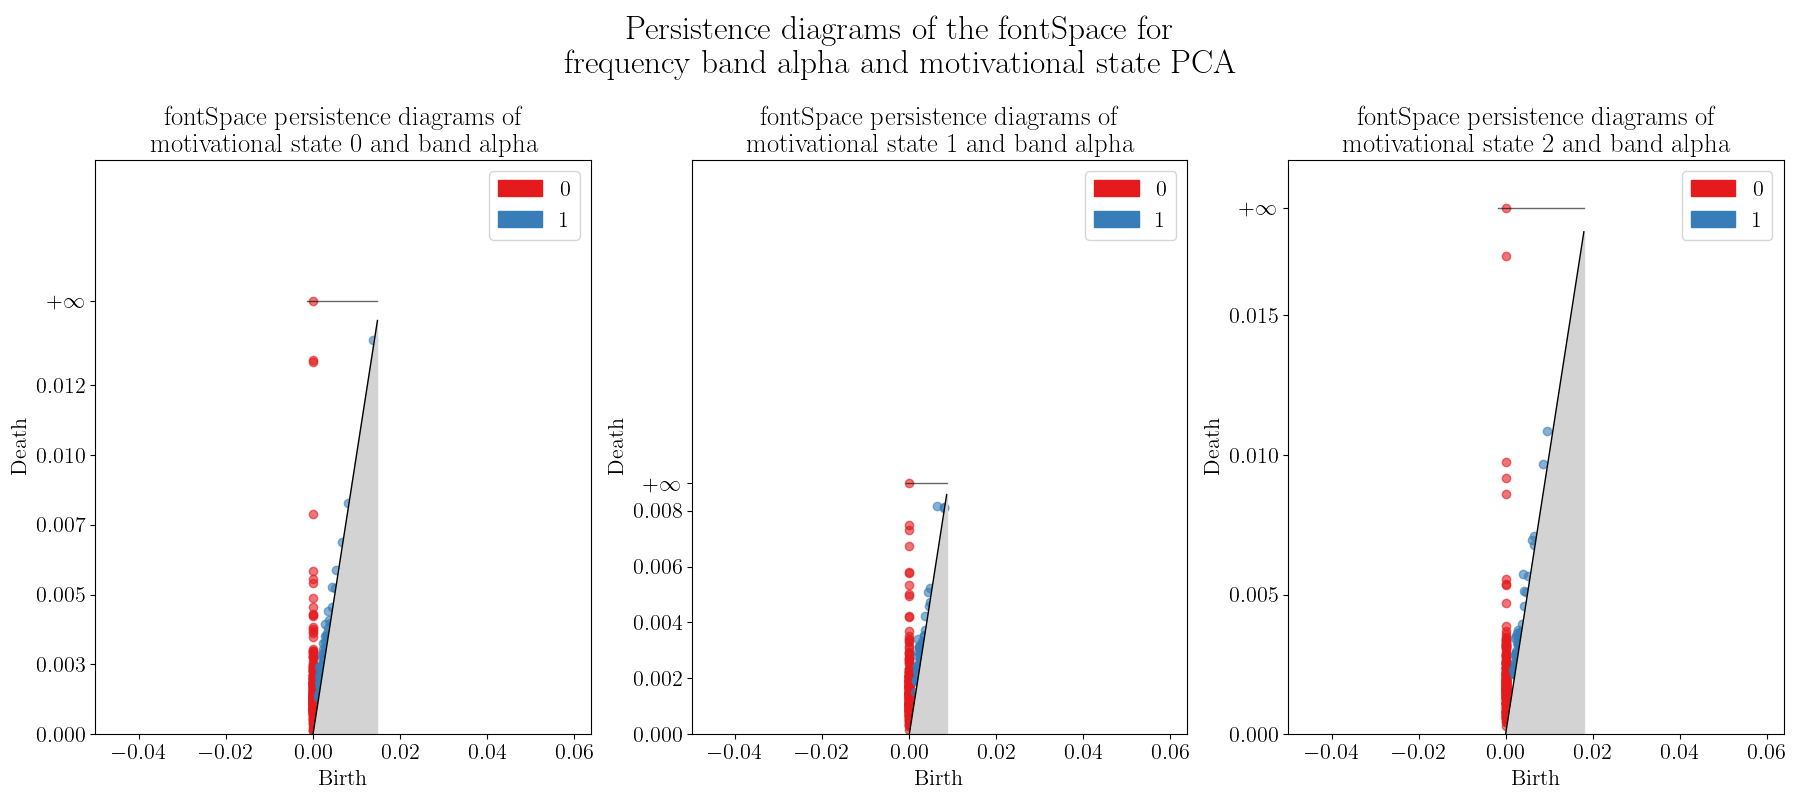 Persistence diagrams of the fontSpace for
frequency band alpha and motivational state PCA
fontSpace persistence diagrams of
motivational state 0 and band alpha
0
1
+∞
0.012
0.010
0.007
0.005
0.003
0.000
Death
−0.04 −0.02 0.00 0.02 0.04 0.06
Birth
fontSpace persistence diagrams of
motivational state 1 and band alpha
0
1
+∞
0.008
0.006
0.004
0.002
0.000
Death
−0.04 −0.02 0.00 0.02 0.04 0.06
Birth
fontSpace persistence diagrams of
motivational state 2 and band alpha
0
1
+∞
0.015
0.010
0.005
0.000
Death
−0.04 −0.02 0.00 0.02 0.04 0.06
Birth